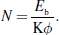 N = E_b / Kϕ.